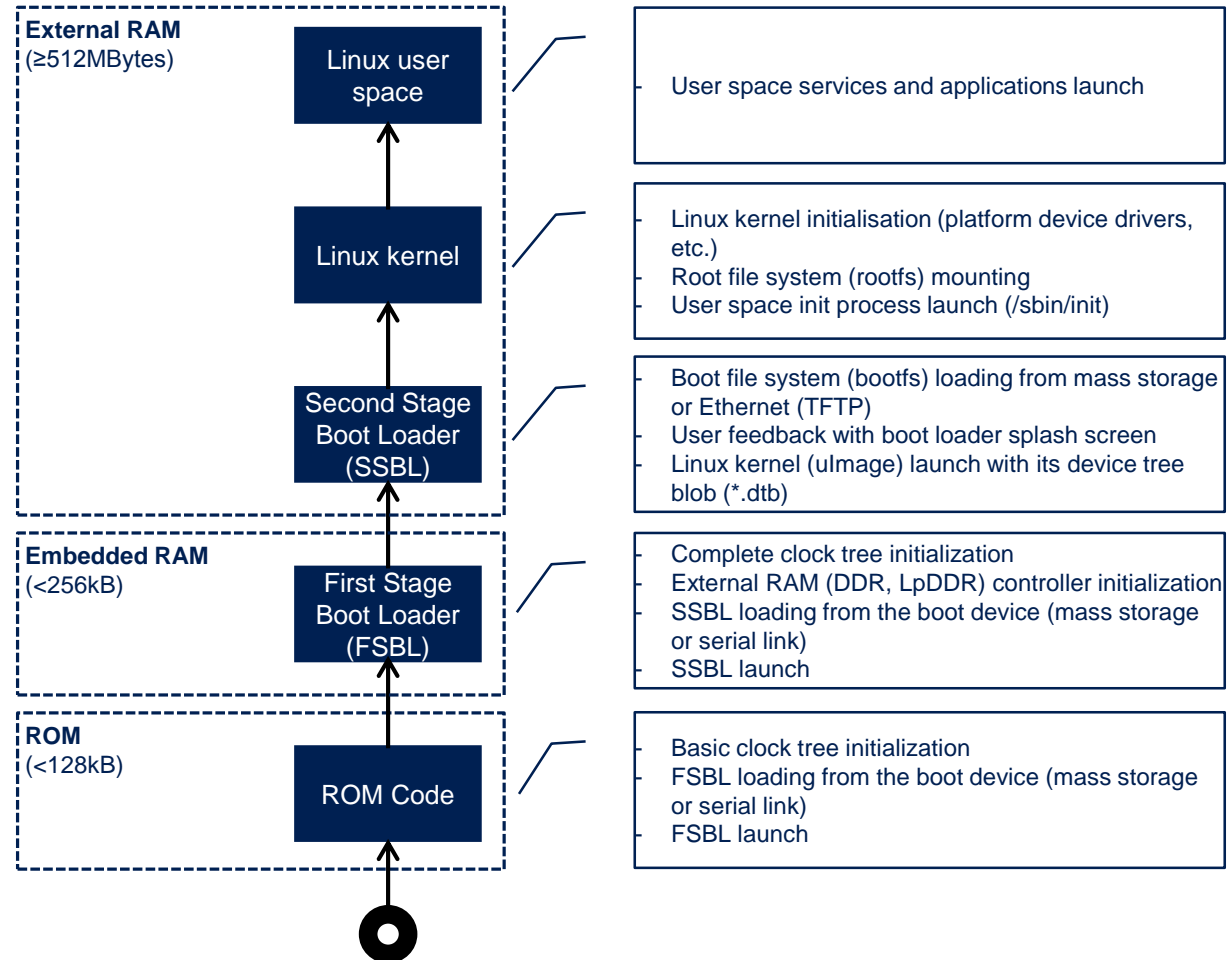 External RAM
(≥512MBytes)
Linux user
space
- User space services and applications launch
Linux kernel
- Linux kernel initialisation (platform device drivers,
etc.)
- Root file system (rootfs) mounting
- User space init process launch (/sbin/init)
Second Stage
Boot Loader
(SSBL)
- Boot file system (bootfs) loading from mass storage
or Ethernet (TFTP)
- User feedback with boot loader splash screen
- Linux kernel (uImage) launch with its device tree
blob (*.dtb)
Embedded RAM
(<256kB)
First Stage
Boot Loader
(FSBL)
- Complete clock tree initialization
- External RAM (DDR, LpDDR) controller initialization
- SSBL loading from the boot device (mass storage
or serial link)
- SSBL launch
ROM
(<128kB)
ROM Code
- Basic clock tree initialization
- FSBL loading from the boot device (mass storage
or serial link)
- FSBL launch